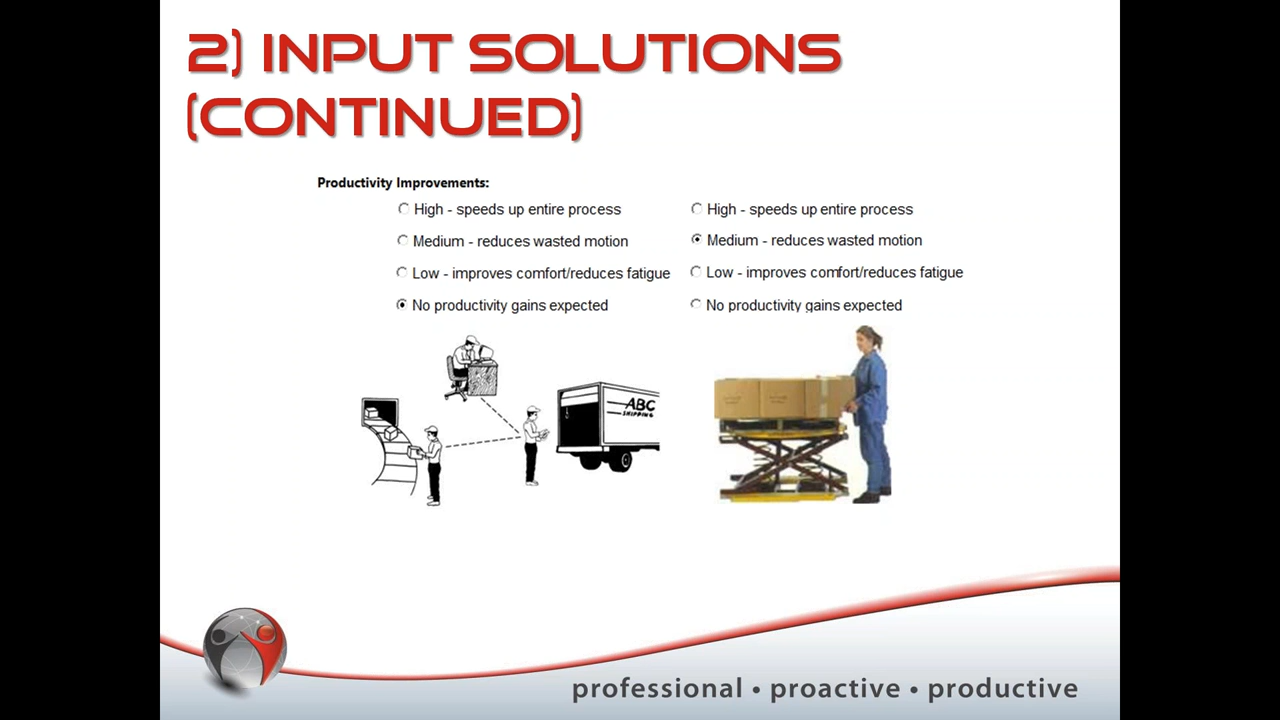 2) INPUT SOLUTIONS
(CONTINUED)
Productivity Improvements:
High - speeds up entire process
Medium - reduces wasted motion
Low - improves comfort/reduces fatigue
No productivity gains expected
High - speeds up entire process
Medium - reduces wasted motion
Low - improves comfort/reduces fatigue
No productivity gains expected
ABC
SHIPPING
professional • proactive • productive